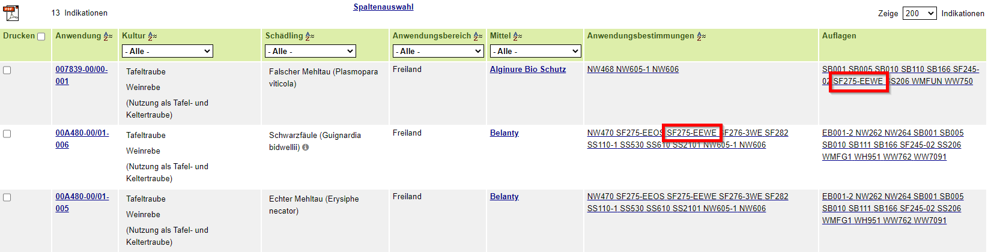 13 Indikationen
Spaltenauswahl
Zeige 200 Indikationen
Drucken Anwendung Kultur Schädling Anwendungsbereich Mittel Anwendungsbestimmungen Auflagen
- Alle - - Alle - - Alle - - Alle -
007839-00/00-
001
Tafeltraube
Weinrebe
(Nutzung als Tafel- und
Keltertraube)
Falscher Mehltau (Plasmopara
viticola)
Freiland
Alginure Bio Schutz
NW468 NW605-1 NW606
SB001 SB005 SB010 SB110 SB166 SF245-
02 SF275-EEWE SS206 WMFUN WW750
00A480-00/01-
006
Tafeltraube
Weinrebe
(Nutzung als Tafel- und
Keltertraube)
Schwarzfäule (Guignardia
bidwellii)
Freiland
Belanty
NW470 SF275-EEOS SF275-EEWE SF276-3WE SF282
SS110-1 SS530 SS610 SS2101 NW605-1 NW606
EB001-2 NW262 NW264 SB001 SB005
SB010 SB111 SB166 SF245-02 SS206
WMFG1 WH951 WW762 WW7091
00A480-00/01-
005
Tafeltraube
Weinrebe
(Nutzung als Tafel- und
Keltertraube)
Echter Mehltau (Erysiphe
necator)
Freiland
Belanty
NW470 SF275-EEOS SF275-EEWE SF276-3WE SF282
SS110-1 SS530 SS610 SS2101 NW605-1 NW606
EB001-2 NW262 NW264 SB001 SB005
SB010 SB111 SB166 SF245-02 SS206
WMFG1 WH951 WW762 WW7091